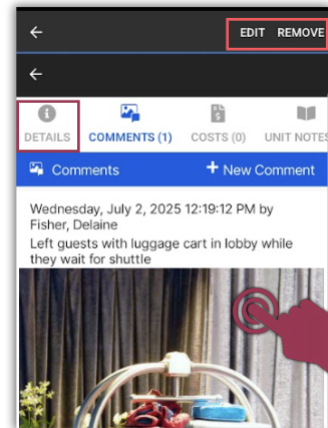 EDIT REMOVE
DETAILS COMMENTS (1) COSTS (0) UNIT NOTES
Comments + New Comment
Wednesday, July 2, 2025 12:19:12 PM by
Fisher, Delaine
Left guests with luggage cart in lobby while
they wait for shuttle